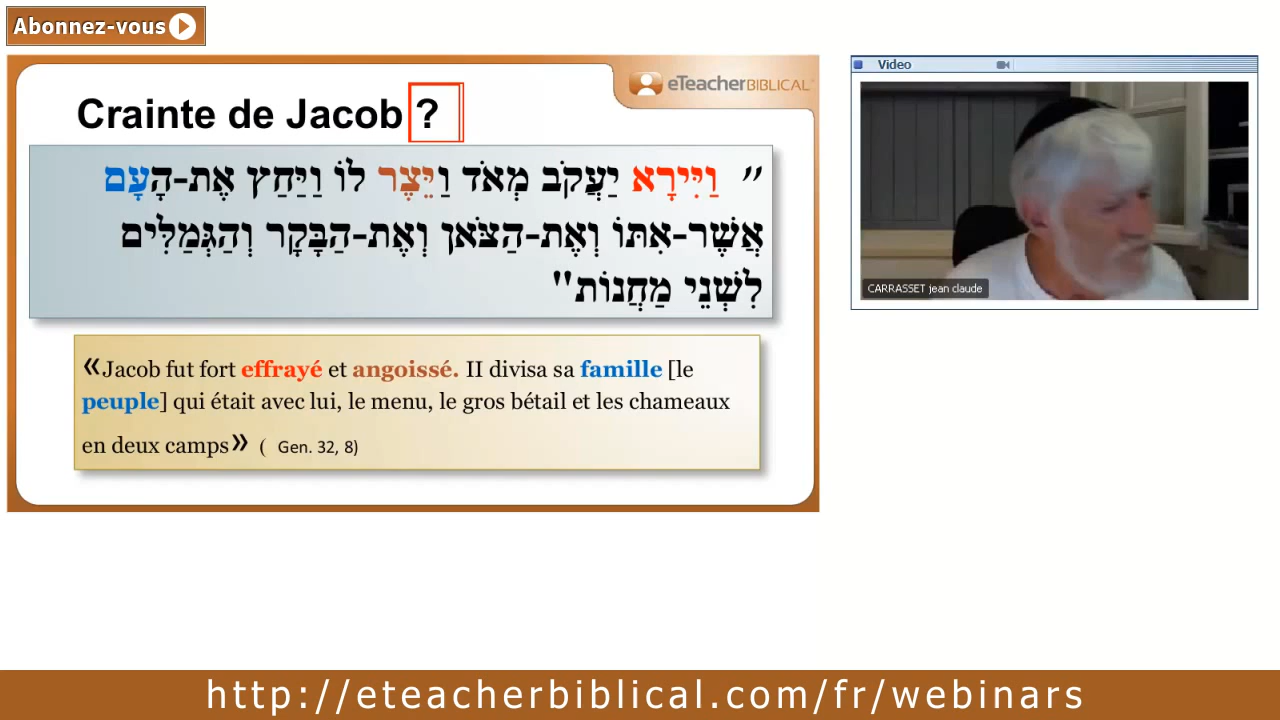 Abonnez-vous
eTeacherBIBLICAL
Crainte de Jacob ?
" וַיִּירָא יַעֲקֹב מְאֹד וַיֵּצֶר לוֹ וַיַּחַץ אֶת-הָעָם
אֲשֶׁר-אִתּוֹ וְאֶת-הַצֹּאן וְאֶת-הַבָּקָר וְהַגְּמַלִּים
לִשְׁנֵי מַחֲנוֹת"
«Jacob fut fort effrayé et angoissé. II divisa sa famille [le
peuple] qui était avec lui, le menu, le gros bétail et les chameaux
en deux camps» ( Gen. 32, 8)
Video
CARRASSET jean claude
http://eteacherbiblical.com/fr/webinars